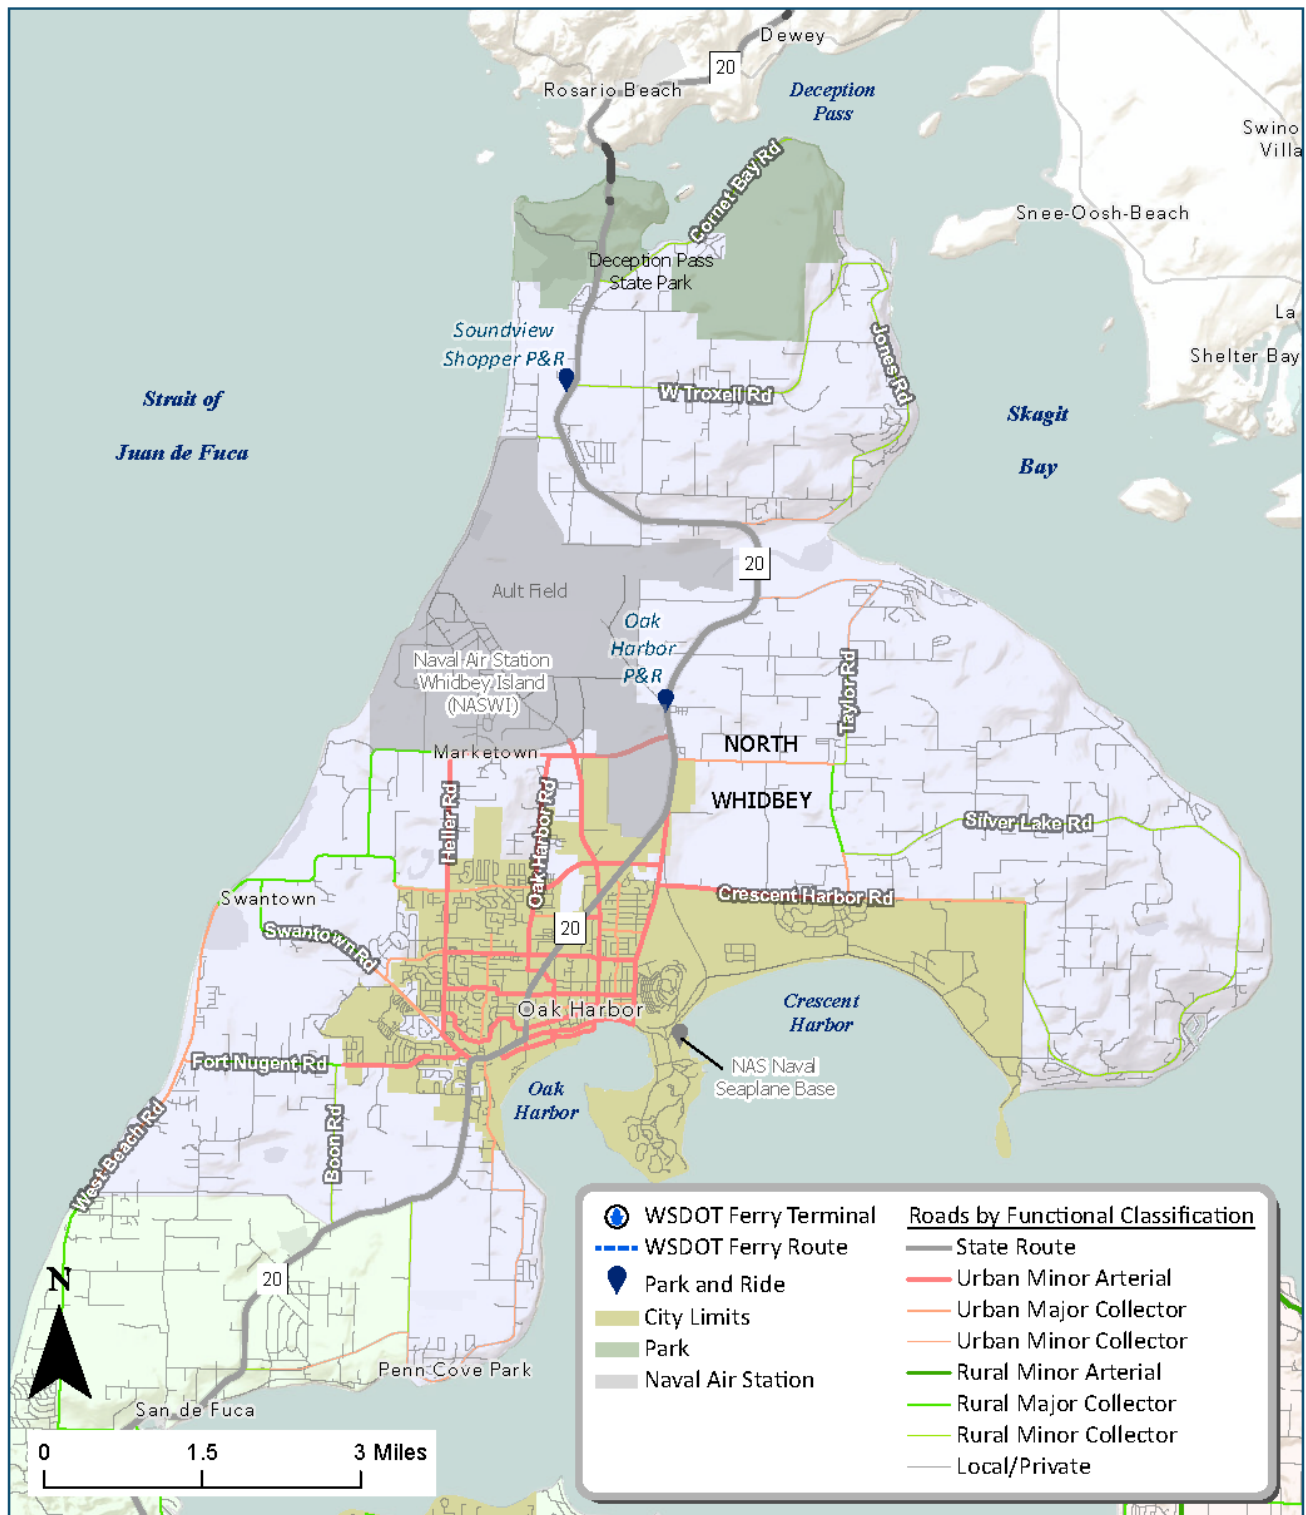 Dewey
20
Rosario Beach
Deception
Pass
Swino
Villa
Cornet Bay Rd
Snee-Oosh-Beach
Deception Pass
State Park
La
Soundview
Shopper P&R
Shelter Bay
Jones Rd
W Troxell Rd
Strait of
Juan de Fuca
Skagit
Bay
20
Ault Field
Oak
Harbor
P&R
Naval Air Station
Whidbey Island
(NASWI)
Taylor Rd
Marketown
NORTH
WHIDBEY
Heller Rd
Oak Harbor Rd
Silver Lake Rd
Swantown
Crescent Harbor Rd
20
Swantown Rd
Oak Harbor
Crescent
Harbor
Fort Nugent Rd
NAS Naval
Seaplane Base
Oak
Harbor
Boon Rd
West Beach Rd
N
20
Penn Cove Park
San de Fuca
0 1.5 3 Miles
WSDOT Ferry Terminal
WSDOT Ferry Route
Park and Ride
City Limits
Park
Naval Air Station
Roads by Functional Classification
State Route
Urban Minor Arterial
Urban Major Collector
Urban Minor Collector
Rural Minor Arterial
Rural Major Collector
Rural Minor Collector
Local/Private